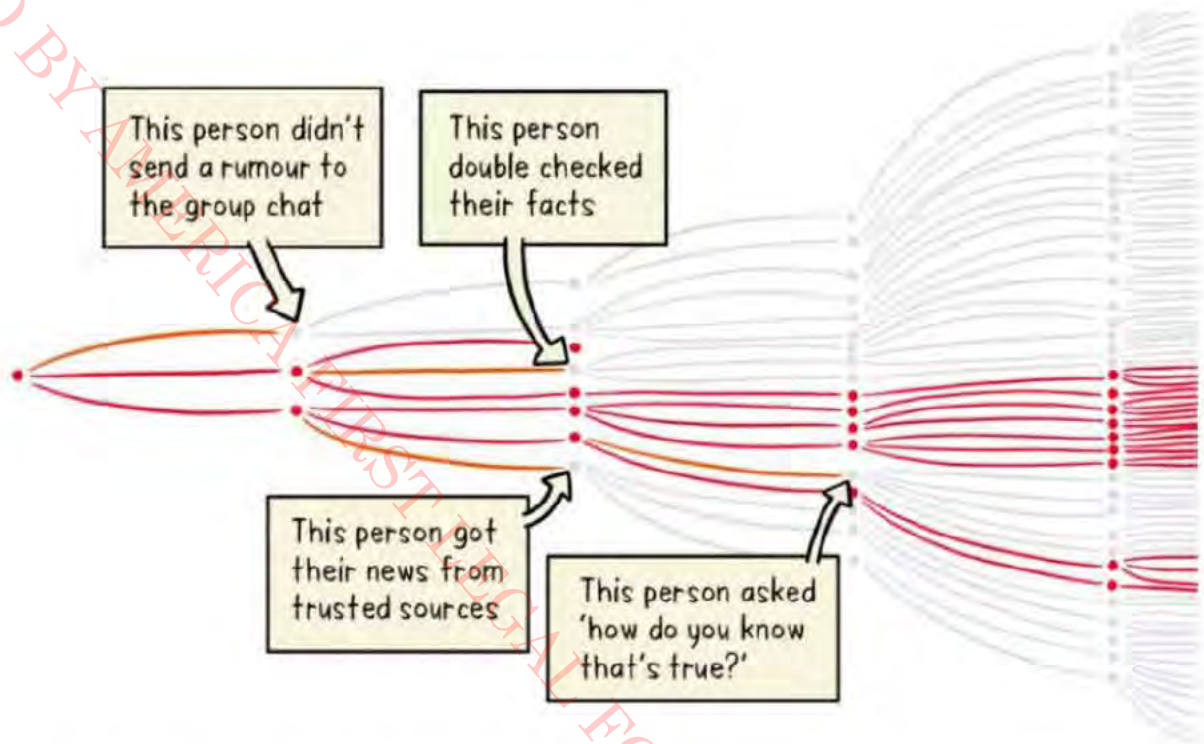 This person didn't
send a rumour to
the group chat
This person
double checked
their facts
This person got
their news from
trusted sources
This person asked
'how do you know
that's true?'
D BY AMERICA FIRST LEGAL FO